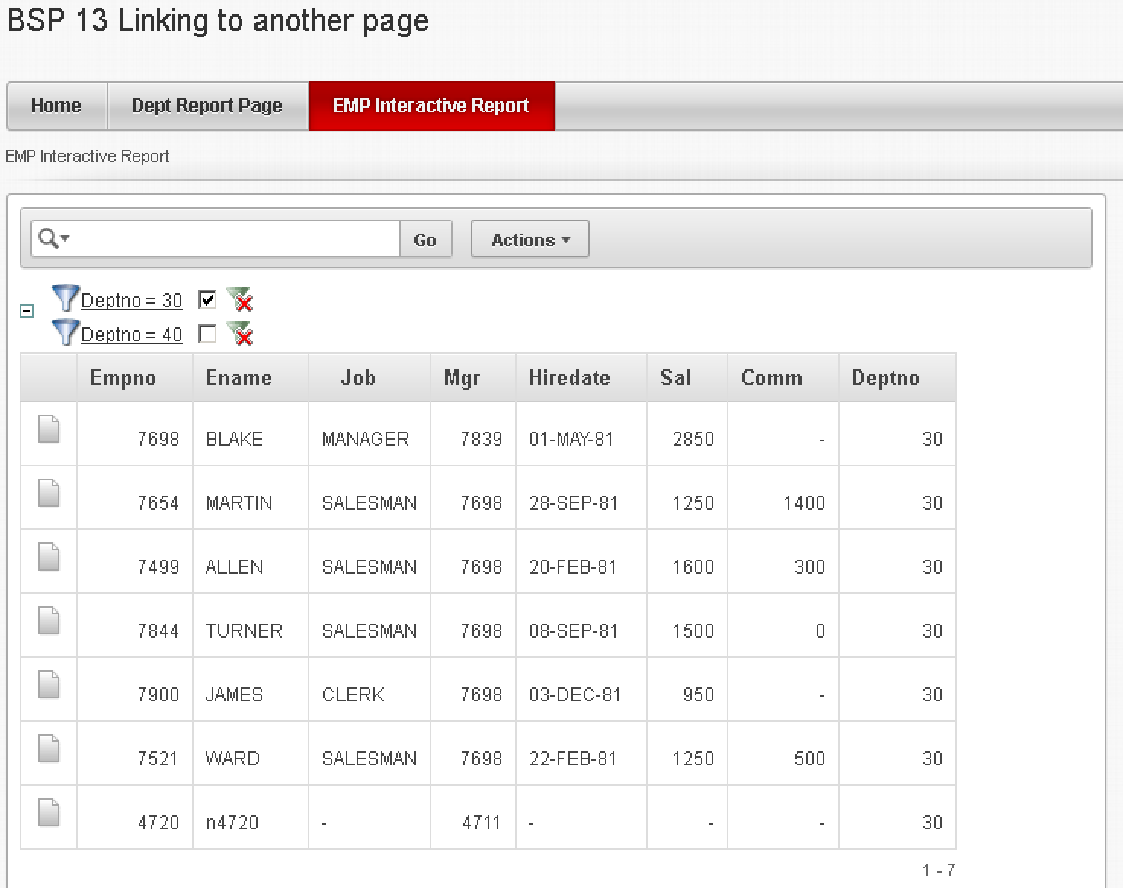 BSP 13 Linking to another page
Home Dept Report Page EMP Interactive Report
EMP Interactive Report
Go Actions
Deptno = 30
Deptno = 40
Empno Ename Job Mgr Hiredate Sal Comm Deptno
7698 BLAKE MANAGER 7839 01-MAY-81 2850 - 30
7654 MARTIN SALESMAN 7698 28-SEP-81 1250 1400 30
7499 ALLEN SALESMAN 7698 20-FEB-81 1600 300 30
7844 TURNER SALESMAN 7698 08-SEP-81 1500 0 30
7900 JAMES CLERK 7698 03-DEC-81 950 - 30
7521 WARD SALESMAN 7698 22-FEB-81 1250 500 30
4720 n4720 - 4711 - - - 30
1 - 7